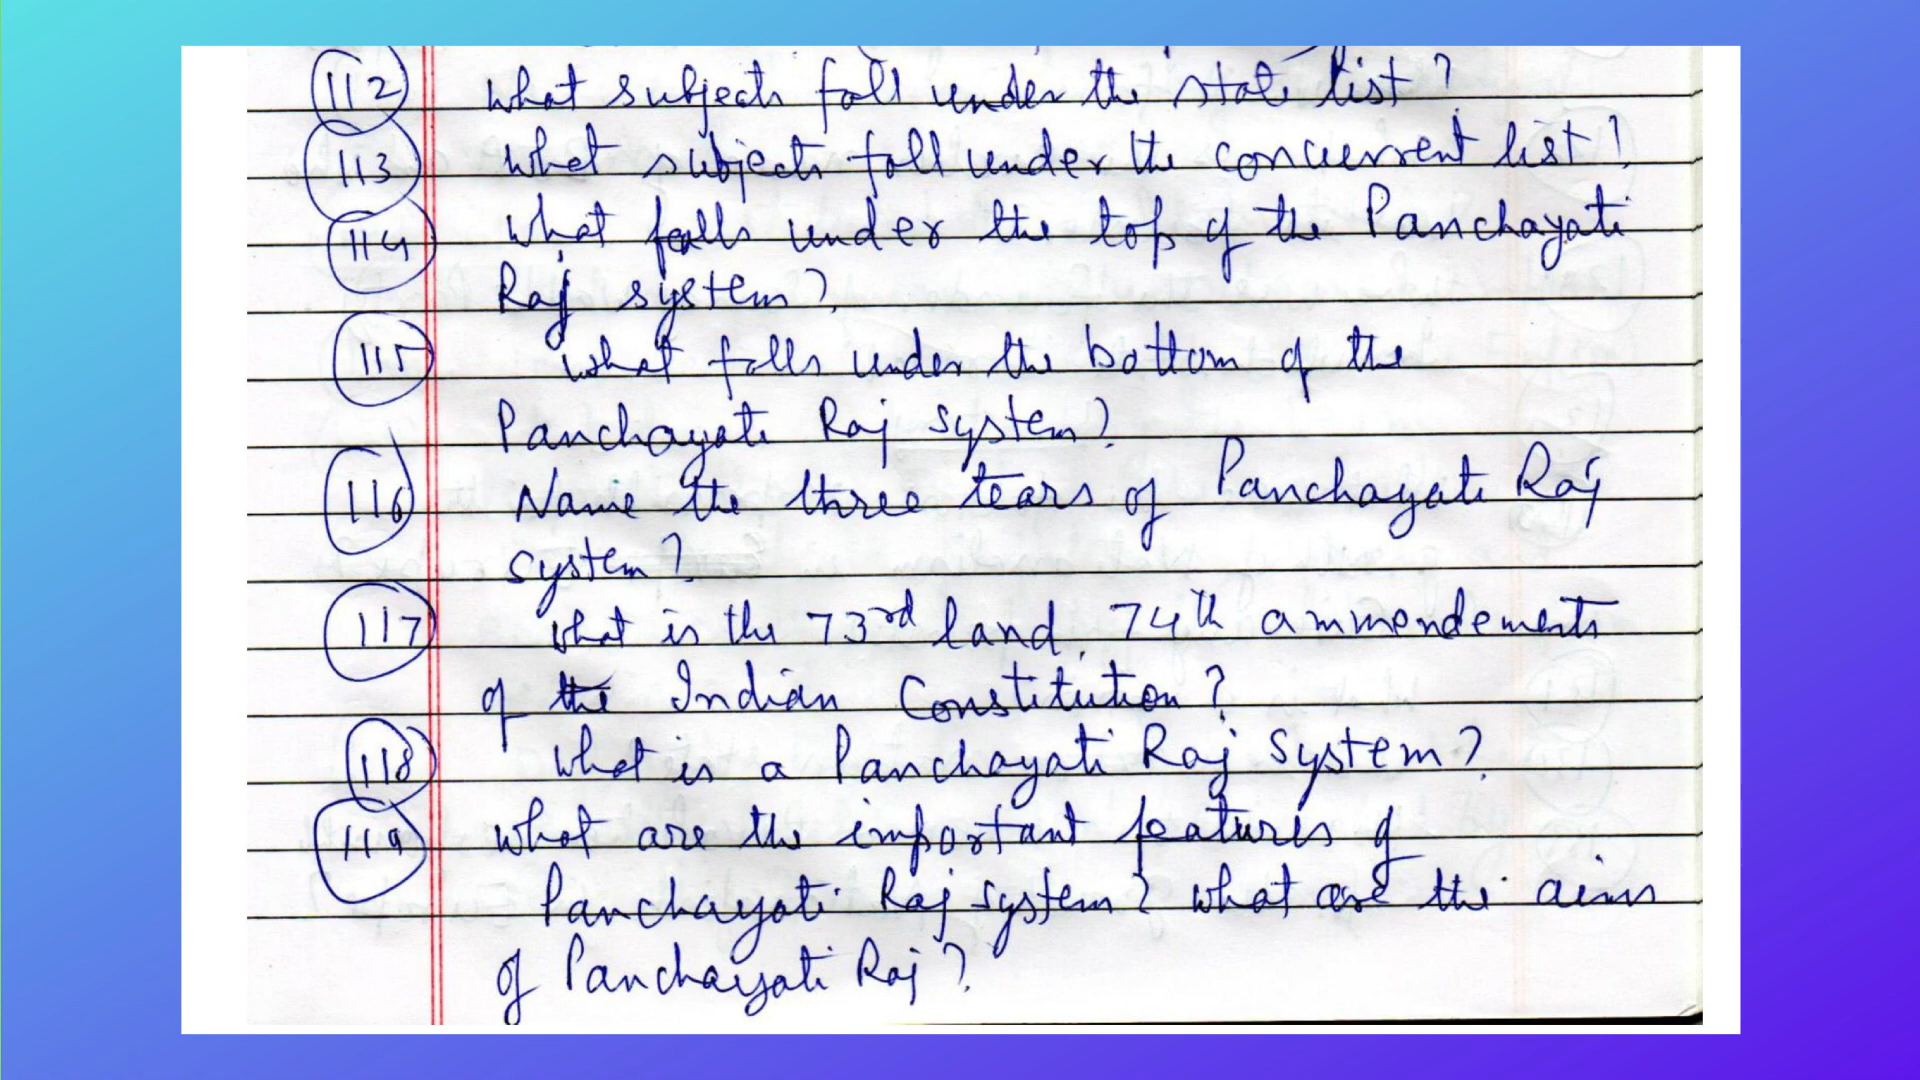 112 What subjects fall under the state list?
113 What subjects fall under the concurrent list?
114 What falls under the top of the Panchayati
Raj system?
115 What falls under the bottom of the
Panchayati Raj system?
116 Name the three tears of Panchayati Raj
system?
117 What is the 73rd land. 74th ammendements
of the Indian Constitution?
118 What is a Panchayati Raj System?
119 What are the important features of
Panchayati Raj system? What are the aims
of Panchayati Raj?